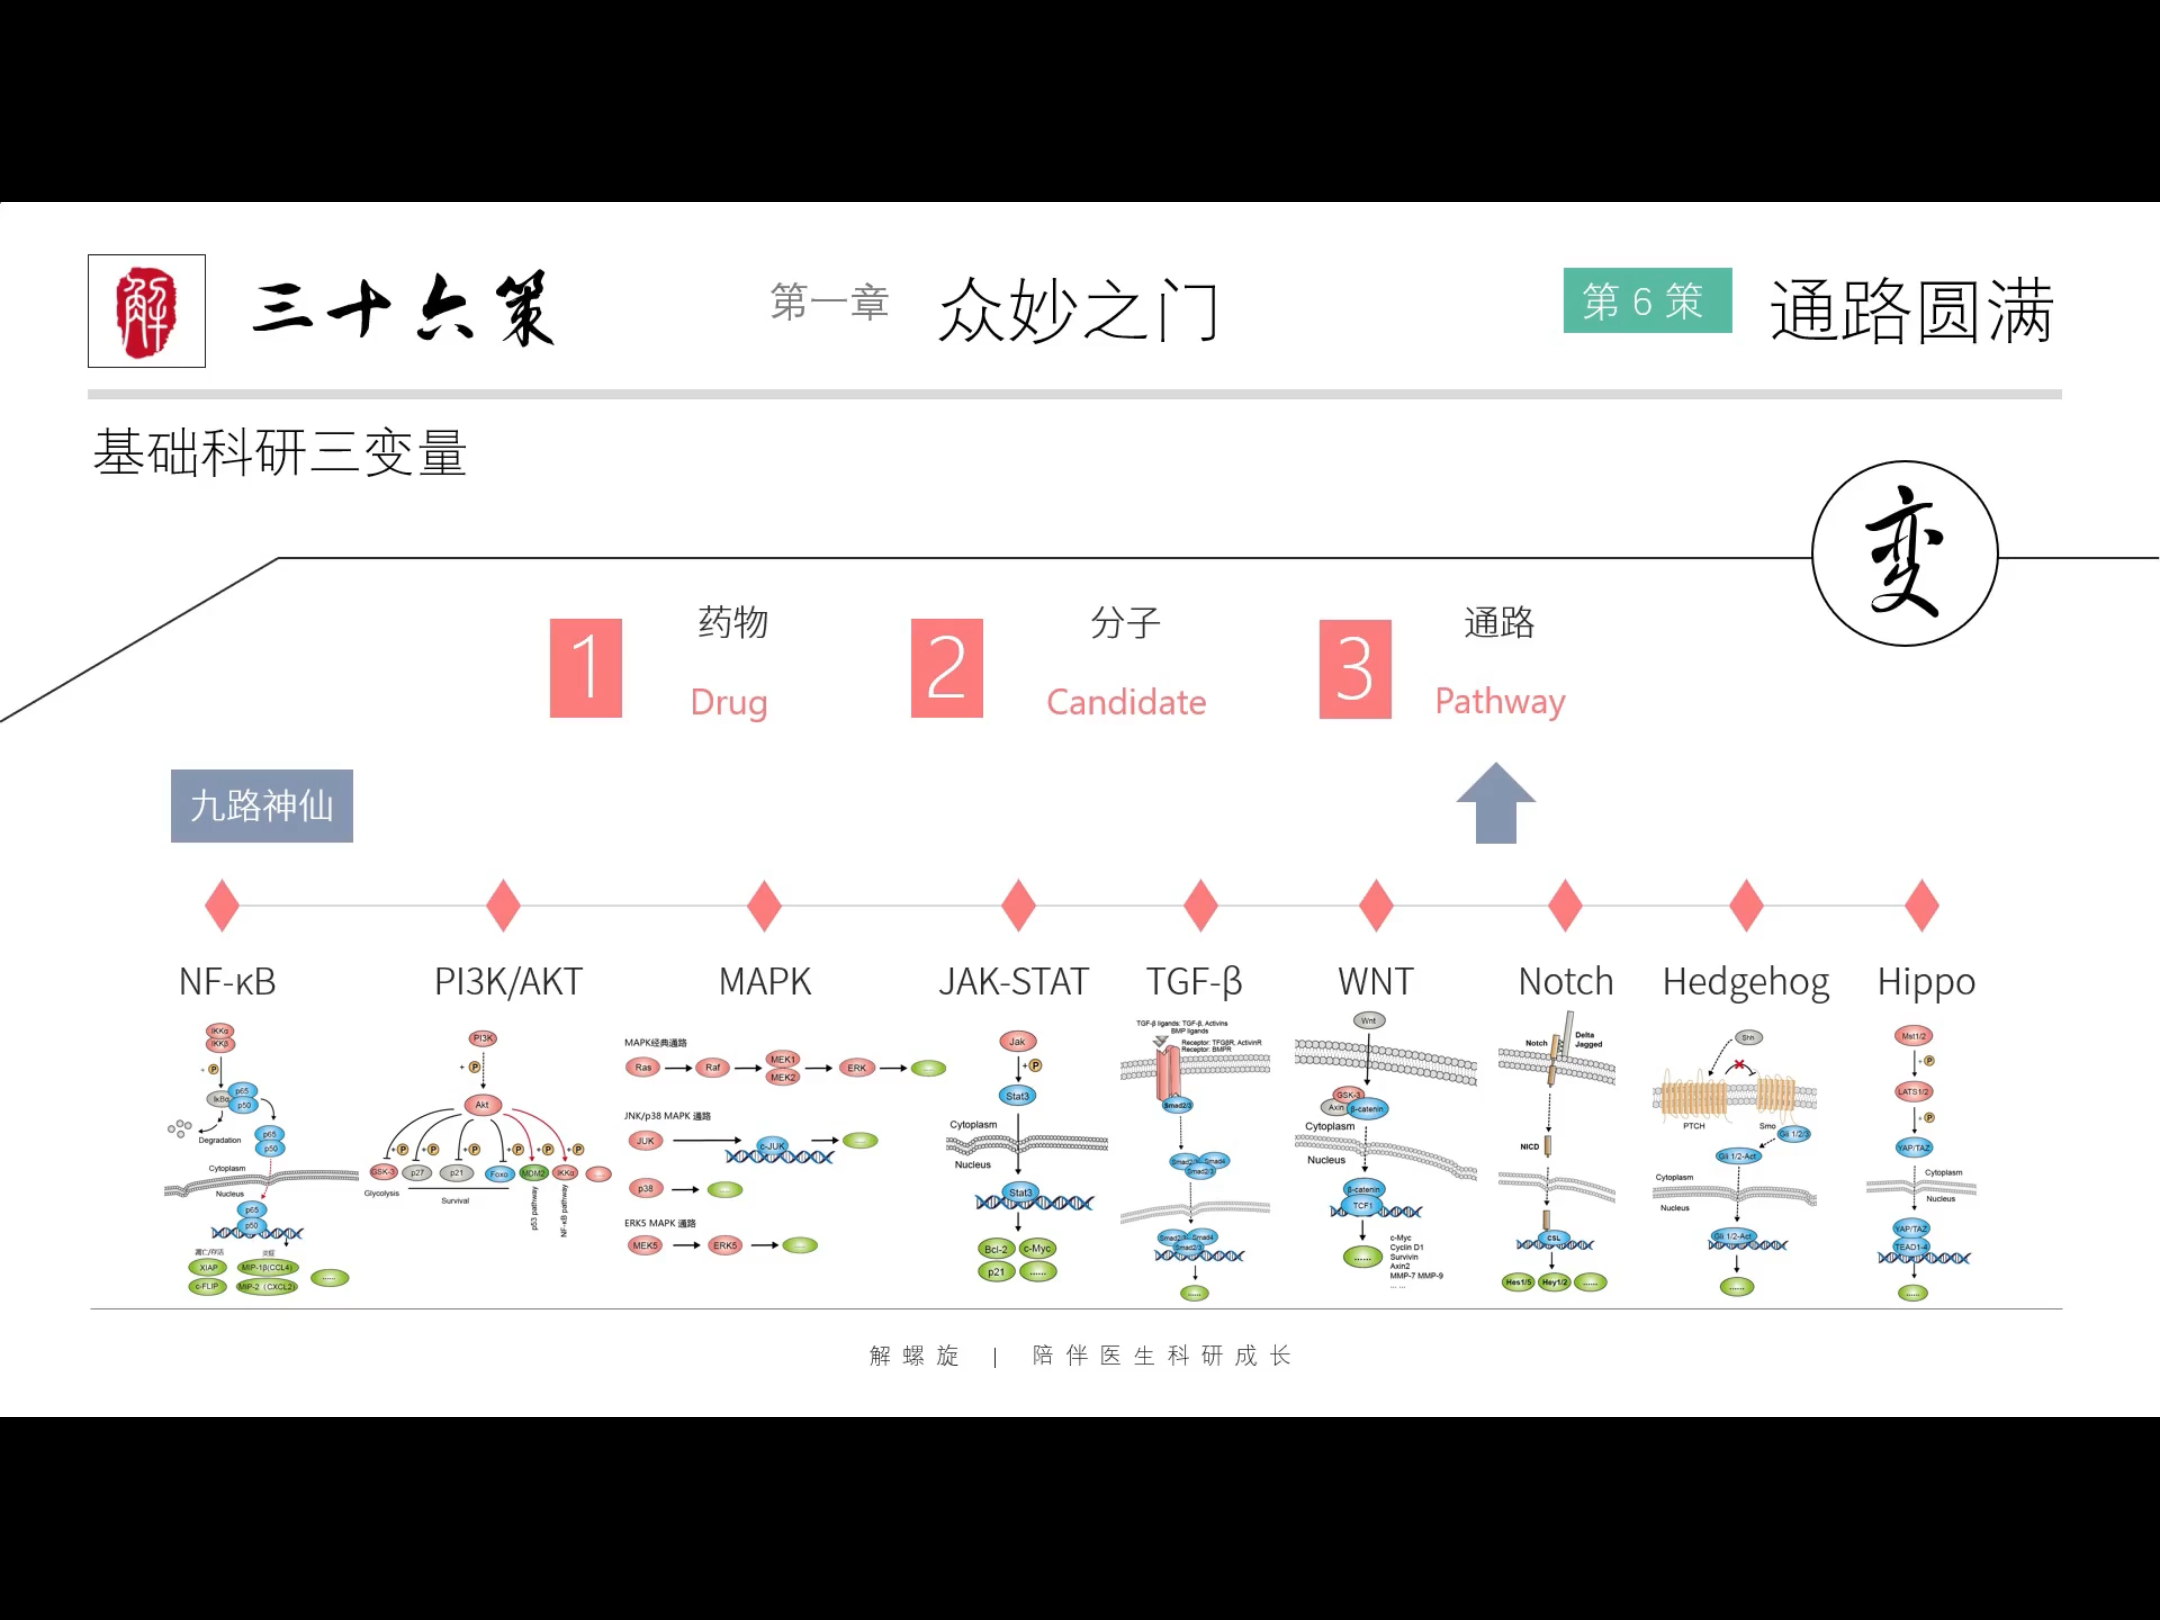 解
三十六策
第一章 众妙之门
第 6 策 通路圆满
基础科研三变量
变
1 药物 Drug
2 分子 Candidate
3 通路 Pathway
九路神仙
NF-κB PI3K/AKT MAPK JAK-STAT TGF-β WNT Notch Hedgehog Hippo
IKKα
IKKβ
+ P
IκBα p65
p50
p65
p50
Degradation
Cytoplasm
Nucleus
p65
p50
凋亡/存活 炎症
XIAP MIP-1β(CCL4) ......
c-FLIP MIP-2（CXCL2）
PI3K
+ P
Akt
+P +P +P +P +P +P
GSK-3 p27 p21 Foxo MDM2 IKKα
Glycolysis
Survival
p53 pathway
NF-κB pathway
MAPK经典通路
Ras Raf MEK1 ERK
MEK2
JNK/p38 MAPK 通路
JUK c-JUK
p38
ERK5 MAPK 通路
MEK5 ERK5
Jak
+P
Stat3
Cytoplasm
Nucleus
Stat3
Bcl-2 c-Myc
p21 ......
TGF-β ligands: TGF-β, Activins
BMP ligands
Receptor: TFGβR, ActivinR
Receptor: BMPR
Smad2/3
Smad2/3 Smad4
Smad2/3
Smad2/3 Smad4
Smad2/3
......
Wnt
GSK-3
Axin β-catenin
Cytoplasm
Nucleus
β-catenin
TCF1
......
c-Myc
Cyclin D1
Survivin
Axin2
MMP-7 MMP-9
... ...
Notch
Delta
Jagged
NICD
CSL
Hes1/5 Hey1/2 ......
Shh
PTCH Smo
Gli 1/2/3
Gli 1/2-Act
Cytoplasm
Nucleus
Gli 1/2-Act
......
Mst1/2
+P
LATS1/2
+P
YAP/TAZ
Cytoplasm
Nucleus
YAP/TAZ
TEAD1-4
......
解螺旋 | 陪伴医生科研成长